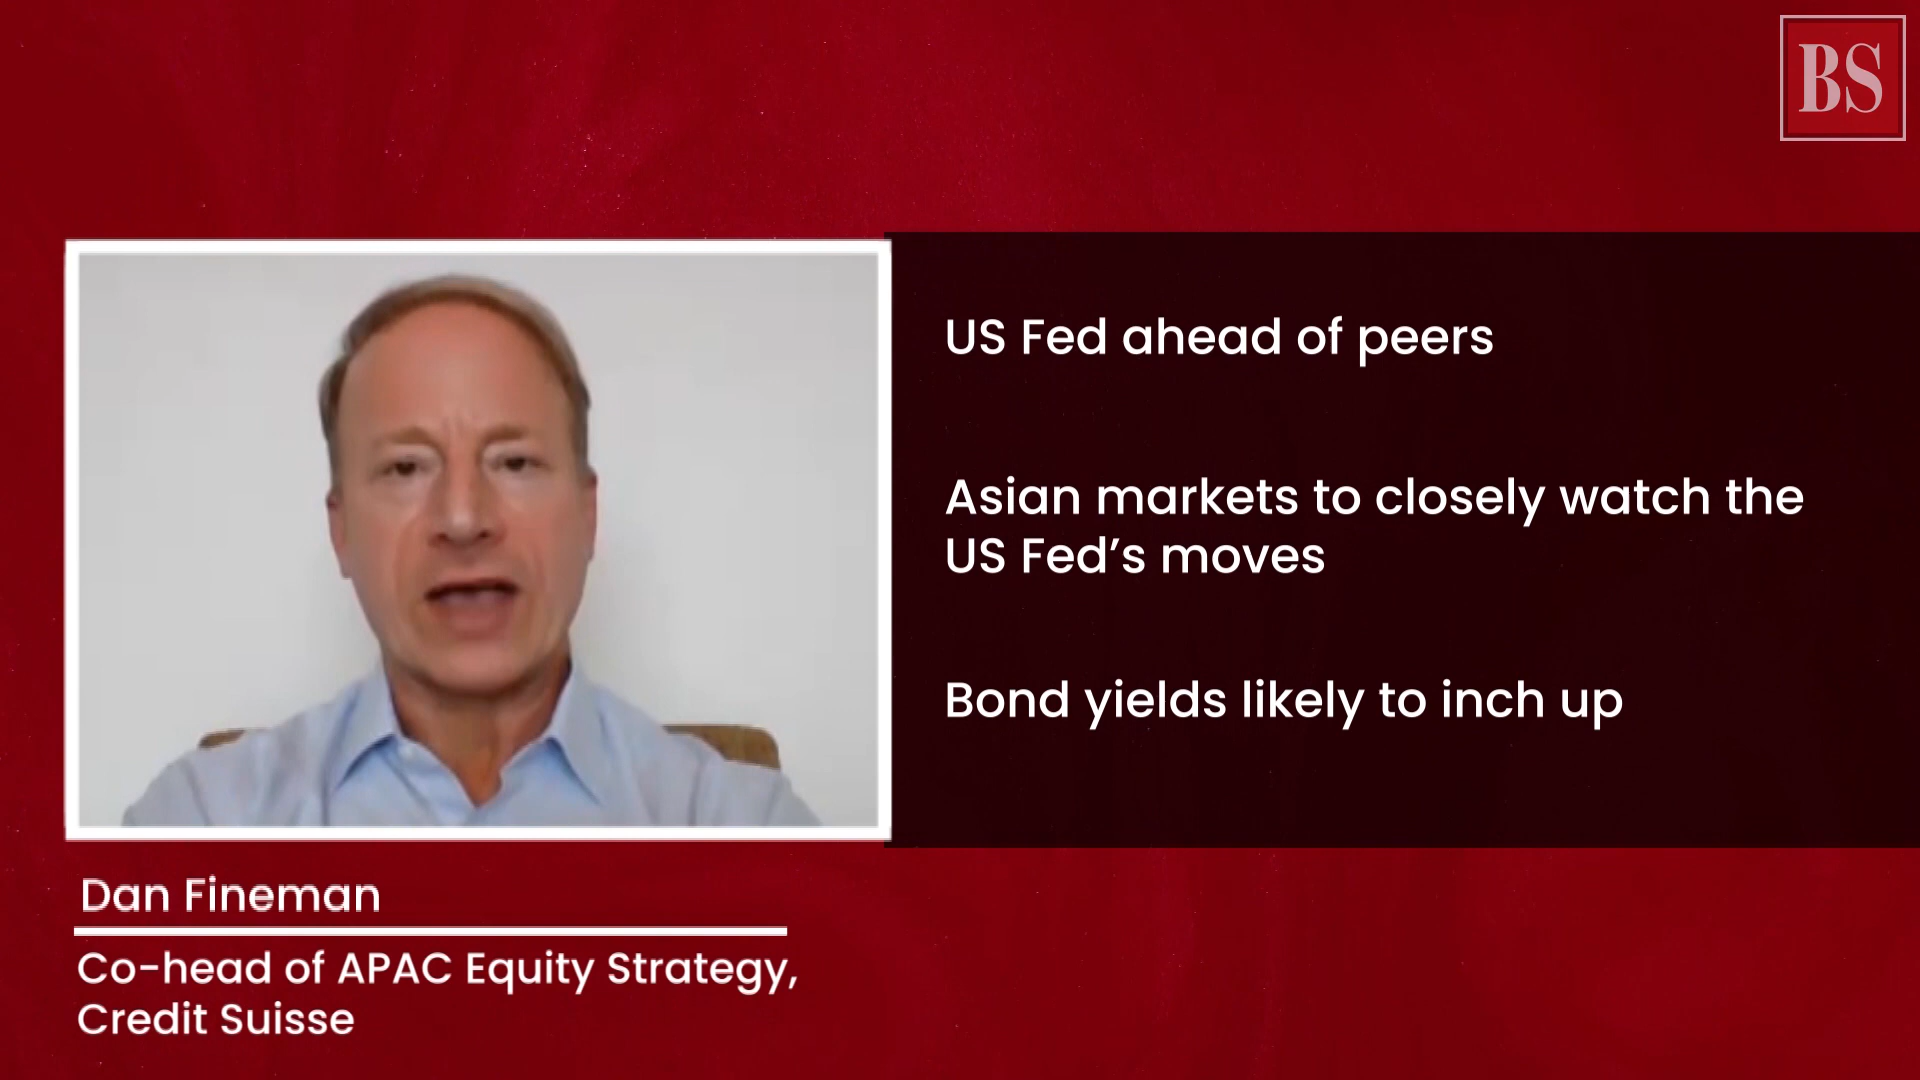 BS
US Fed ahead of peers
Asian markets to closely watch the
US Fed’s moves
Bond yields likely to inch up
Dan Fineman
Co-head of APAC Equity Strategy,
Credit Suisse